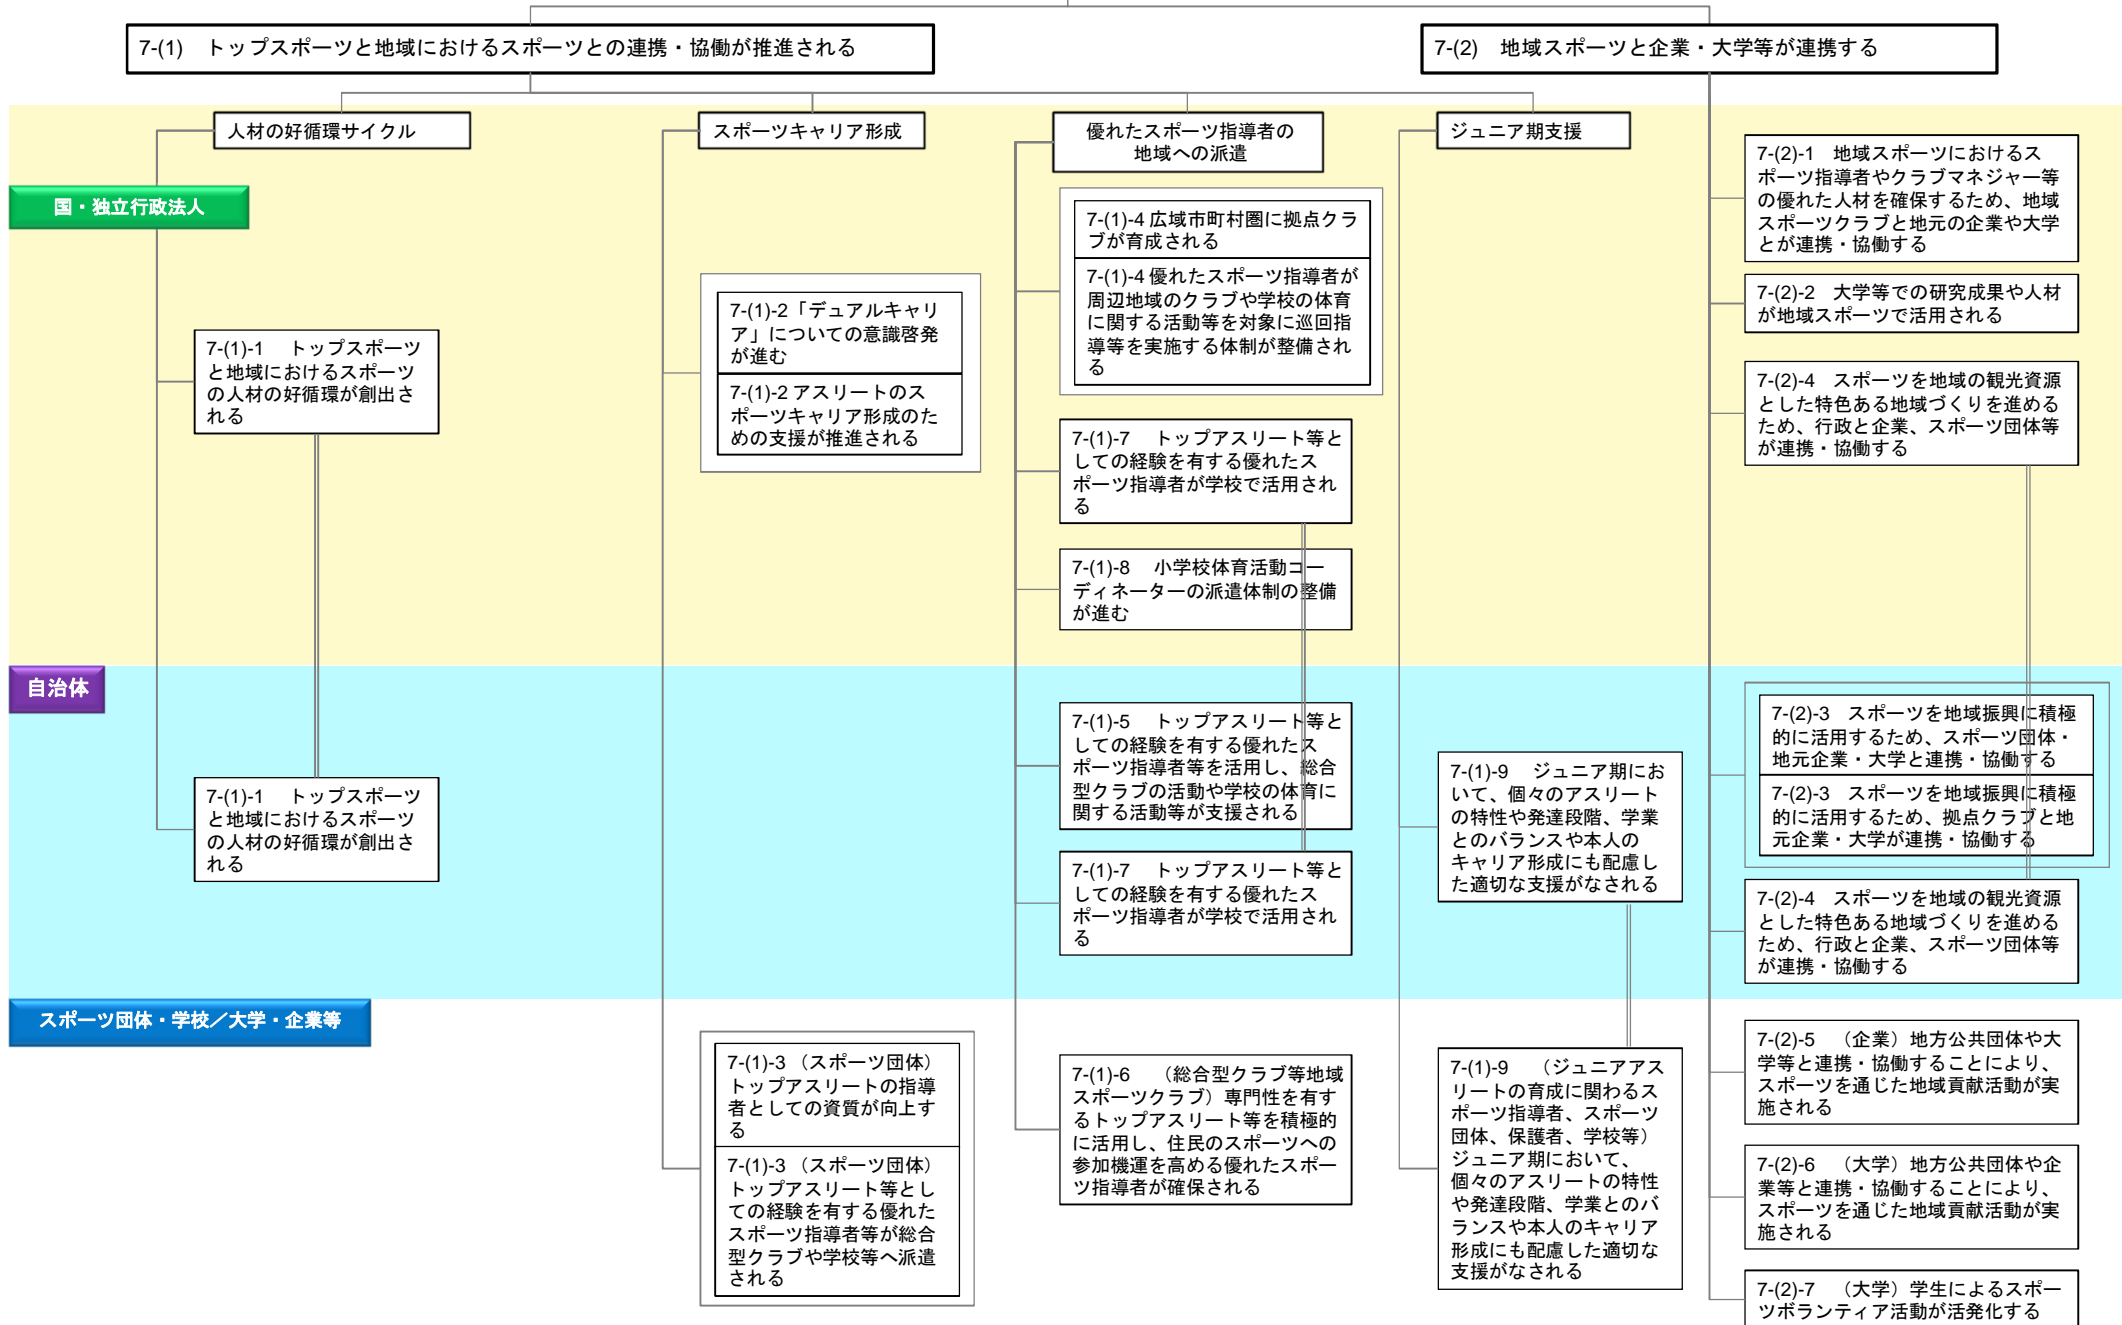 7-(1)　トップスポーツと地域におけるスポーツとの連携・協働が推進される
7-(2)　地域スポーツと企業・大学等が連携する
人材の好循環サイクル
スポーツキャリア形成
優れたスポーツ指導者の
地域への派遣
ジュニア期支援
国・独立行政法人
7-(1)-1　トップスポーツ
と地域におけるスポーツ
の人材の好循環が創出さ
れる
7-(1)-2「デュアルキャリ
ア」についての意識啓発
が進む
7-(1)-2 アスリートのス
ポーツキャリア形成のた
めの支援が推進される
7-(1)-4 広域市町村圏に拠点クラ
ブが育成される
7-(1)-4 優れたスポーツ指導者が
周辺地域のクラブや学校の体育
に関する活動等を対象に巡回指
導等を実施する体制が整備され
る
7-(1)-7　トップアスリート等と
しての経験を有する優れたス
ポーツ指導者が学校で活用され
る
7-(1)-8　小学校体育活動コー
ディネーターの派遣体制の整備
が進む
7-(2)-1　地域スポーツにおけるス
ポーツ指導者やクラブマネジャー等
の優れた人材を確保するため、地域
スポーツクラブと地元の企業や大学
とが連携・協働する
7-(2)-2　大学等での研究成果や人材
が地域スポーツで活用される
7-(2)-4　スポーツを地域の観光資源
とした特色ある地域づくりを進める
ため、行政と企業、スポーツ団体等
が連携・協働する
自治体
7-(1)-1　トップスポーツ
と地域におけるスポーツ
の人材の好循環が創出さ
れる
7-(1)-5　トップアスリート等と
しての経験を有する優れたス
ポーツ指導者等を活用し、総合
型クラブの活動や学校の体育に
関する活動等が支援される
7-(1)-7　トップアスリート等と
しての経験を有する優れたス
ポーツ指導者が学校で活用され
る
7-(1)-9　ジュニア期にお
いて、個々のアスリート
の特性や発達段階、学業
とのバランスや本人の
キャリア形成にも配慮し
た適切な支援がなされる
7-(2)-3　スポーツを地域振興に積極
的に活用するため、スポーツ団体・
地元企業・大学と連携・協働する
7-(2)-3　スポーツを地域振興に積極
的に活用するため、拠点クラブと地
元企業・大学が連携・協働する
7-(2)-4　スポーツを地域の観光資源
とした特色ある地域づくりを進める
ため、行政と企業、スポーツ団体等
が連携・協働する
スポーツ団体・学校／大学・企業等
7-(1)-3 （スポーツ団体）
トップアスリートの指導
者としての資質が向上す
る
7-(1)-3 （スポーツ団体）
トップアスリート等とし
ての経験を有する優れた
スポーツ指導者等が総合
型クラブや学校等へ派遣
される
7-(1)-6　（総合型クラブ等地域
スポーツクラブ）専門性を有す
るトップアスリート等を積極的
に活用し、住民のスポーツへの
参加機運を高める優れたスポー
ツ指導者が確保される
7-(1)-9　（ジュニアアス
リートの育成に関わるス
ポーツ指導者、スポーツ
団体、保護者、学校等）
ジュニア期において、
個々のアスリートの特性
や発達段階、学業とのバ
ランスや本人のキャリア
形成にも配慮した適切な
支援がなされる
7-(2)-5　（企業）地方公共団体や大
学等と連携・協働することにより、
スポーツを通じた地域貢献活動が実
施される
7-(2)-6　（大学）地方公共団体や企
業等と連携・協働することにより、
スポーツを通じた地域貢献活動が実
施される
7-(2)-7　（大学）学生によるスポー
ツボランティア活動が活発化する